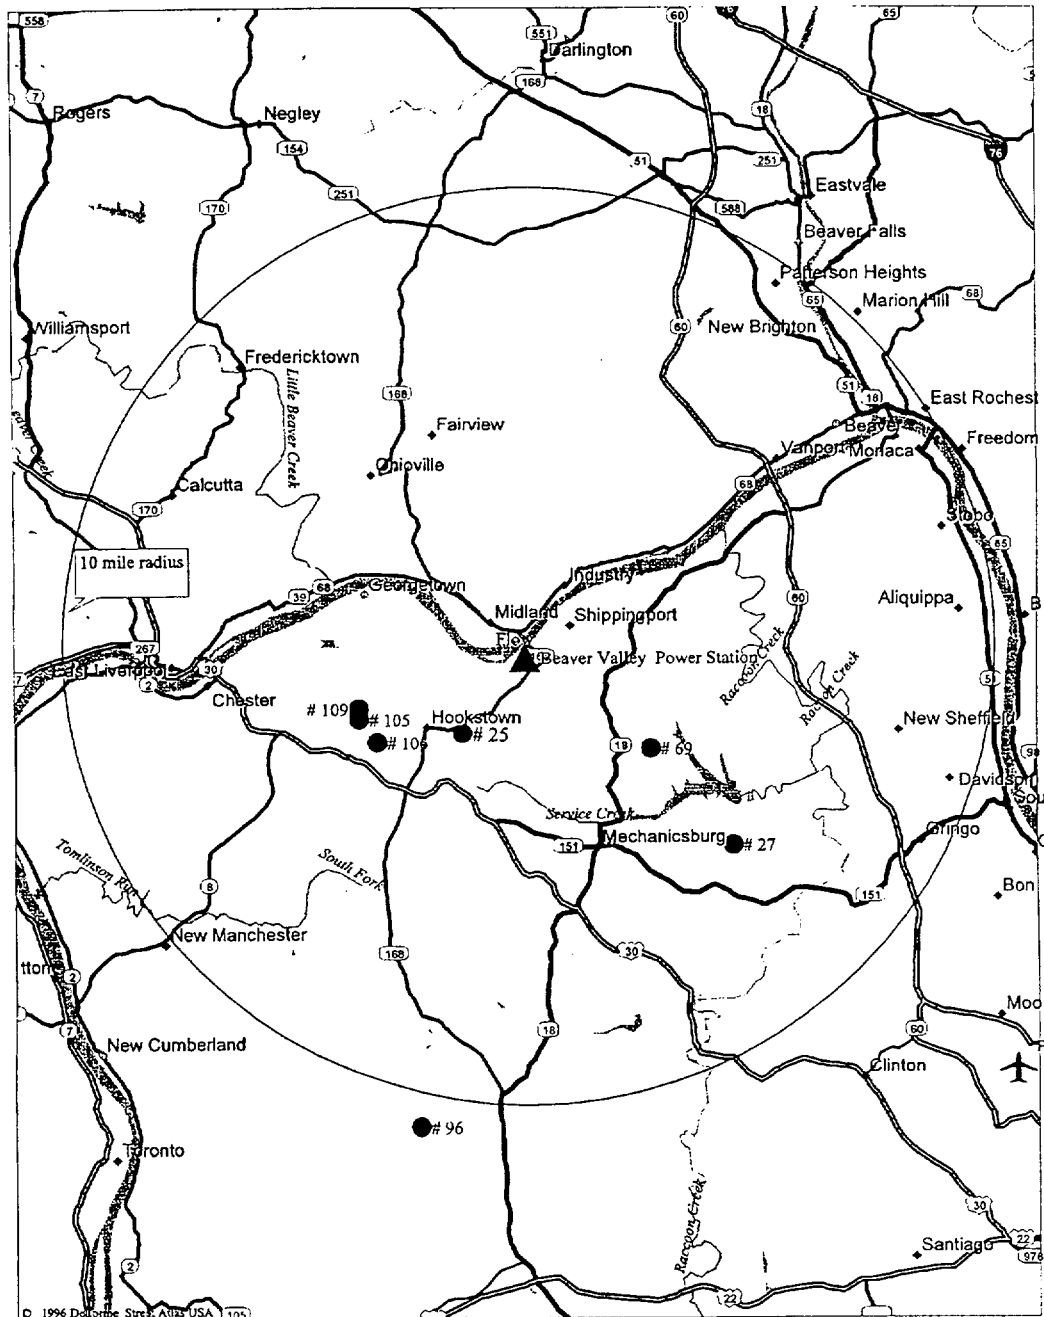 558
60
65
551
Darlington
168
7
Rogers
Negley
18
154
51
251
76
251
Eastvale
170
588
Beaver Falls
Patterson Heights
68
65
Marion Hill
Williamsport
60
New Brighton
Fredericktown
Little Beaver Creek
51
168
18
East Rochest
Fairview
Beaver
Freedom
Vanport
Monaca
Ohioville
Calcutta
68
170
65
10 mile radius
Industry
68
Georgetown
39
60
Aliquippa
B
Midland
Shippingport
267
Beaver Valley Power Station
Raccoon Creek
Raccoon Creek
East Liverpool
30
7
2
51
Chester
# 109
# 105
Hookstown
New Sheffield
# 106
# 25
18
# 69
Davidson
Service Creek
Gringo
151
Mechanicsburg
# 27
Tomlinson Run
South Fork
8
151
Bon
New Manchester
30
168
2
Moo
7
18
60
New Cumberland
Clinton
# 96
Toronto
Raccoon Creek
30
22
Santiago
976
2
22
1996 DeLorme Street Atlas USA
105